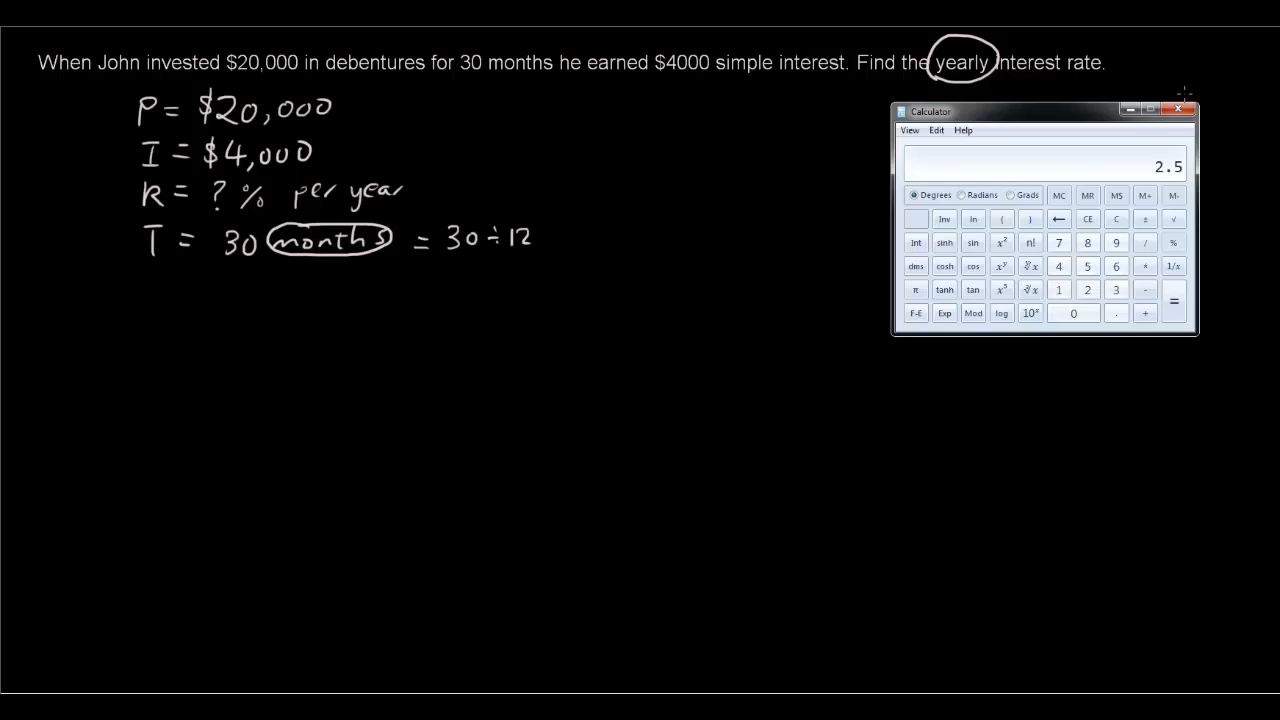 When John invested $20,000 in debentures for 30 months he earned $4000 simple interest. Find the yearly interest rate.
P = $20,000
I = $4,000
R = ? % per year
T = 30 months = 30 ÷ 12
Calculator
View Edit Help
2.5
Degrees Radians Grads MC MR MS M+ M-
Inv ln ( ) ← CE C ± √
Int sinh sin x² n! 7 8 9 / %
dms cosh cos xʸ ʸ√x 4 5 6 * 1/x
π tanh tan x³ ³√x 1 2 3 - =
F-E Exp Mod log 10ˣ 0 . +